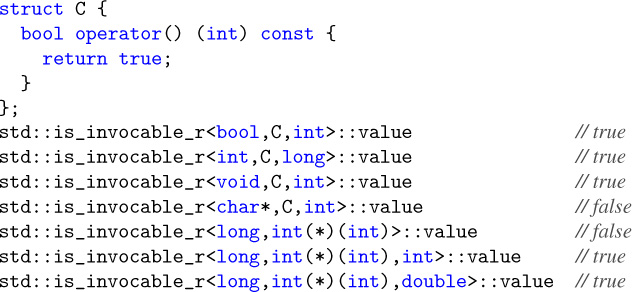 struct C {
bool operator() (int) const {
return true;
}
};
std::is_invocable_r<bool,C,int>::value // true
std::is_invocable_r<int,C,long>::value // true
std::is_invocable_r<void,C,int>::value // true
std::is_invocable_r<char*,C,int>::value // false
std::is_invocable_r<long,int(*)(int)>::value // false
std::is_invocable_r<long,int(*)(int),int>::value // true
std::is_invocable_r<long,int(*)(int),double>::value // true